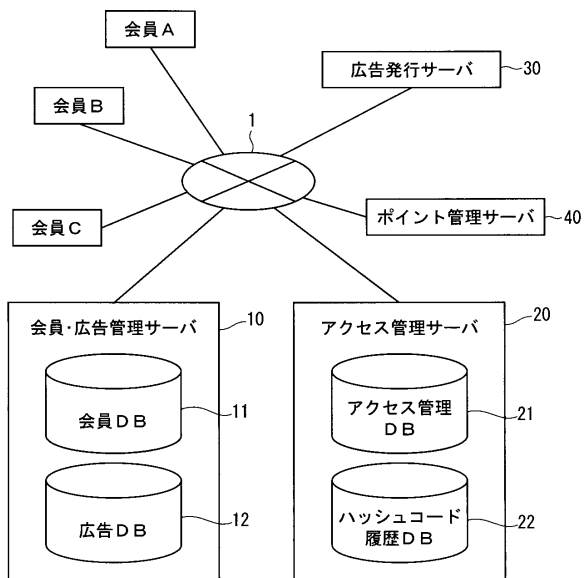 会員A
広告発行サーバ
30
会員B
1
会員C
ポイント管理サーバ
40
会員・広告管理サーバ
10
会員DB
11
広告DB
12
アクセス管理サーバ
20
アクセス管理
DB
21
ハッシュコード
履歴DB
22